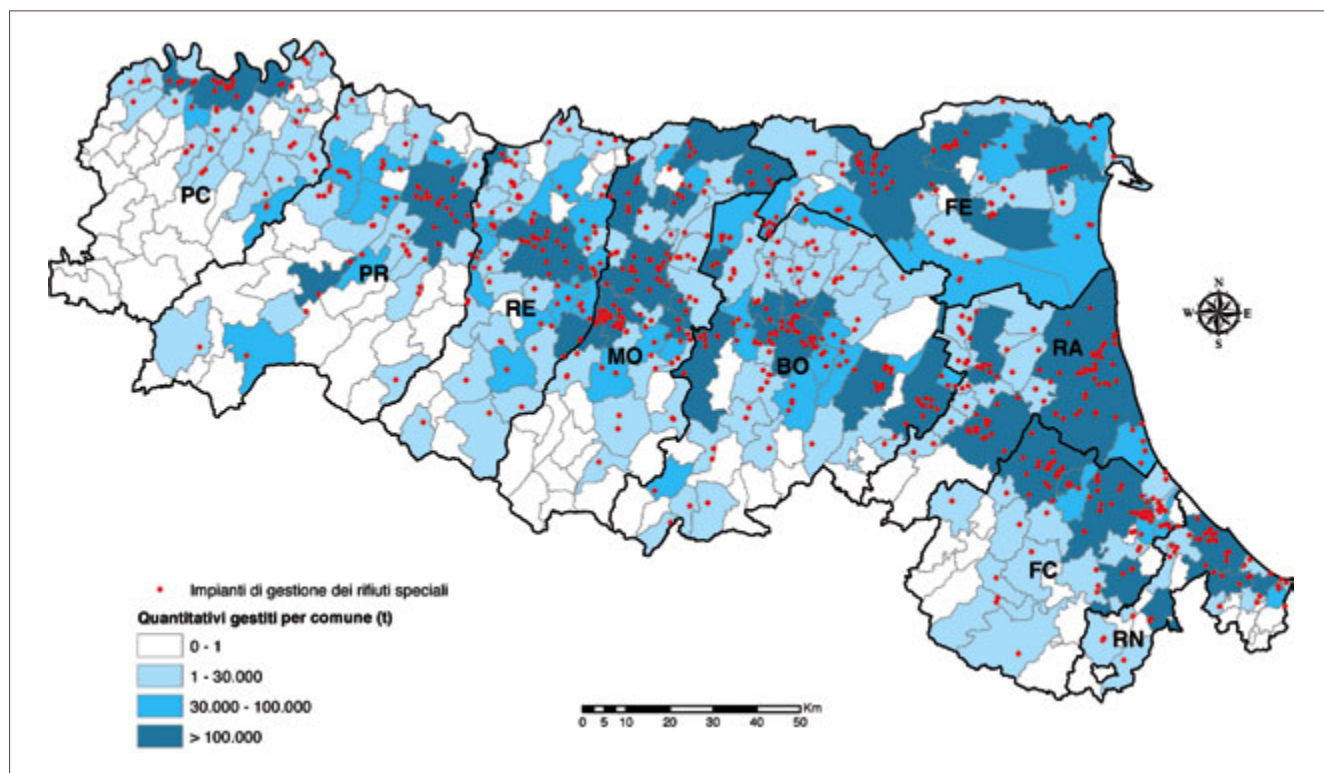 PC
PR
RE
MO
BO
FE
RA
FC
RN
N
W E
S
Impianti di gestione dei rifiuti speciali
Quantitativi gestiti per comune (t)
0 - 1
1 - 30.000
30.000 - 100.000
> 100.000
Km
0 5 10 20 30 40 50